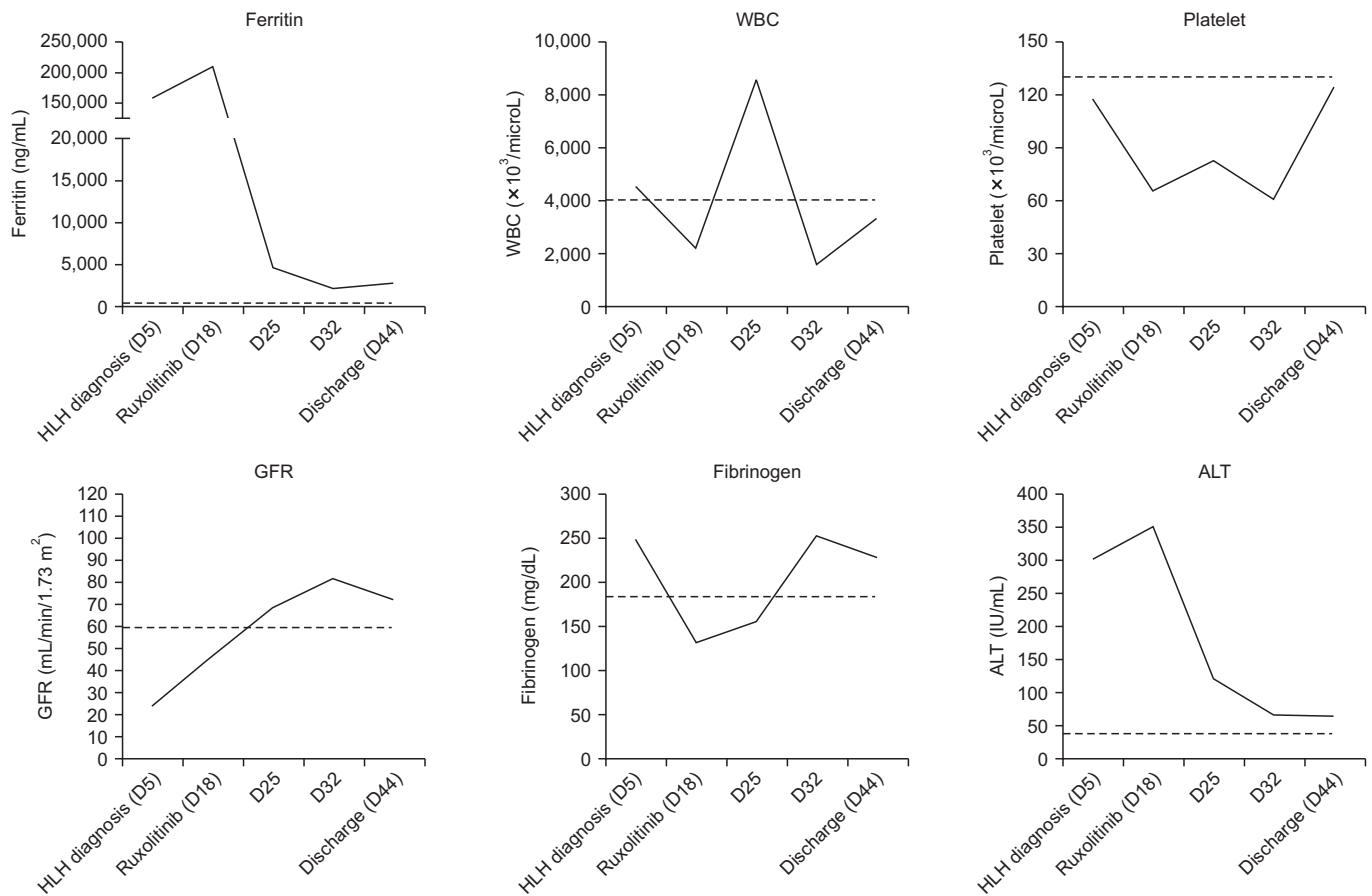 Ferritin
250,000
200,000
150,000
20,000
15,000
10,000
5,000
0
Ferritin (ng/mL)
HLH diagnosis (D5)
Ruxolitinib (D18)
D25
D32
Discharge (D44)
WBC
10,000
8,000
6,000
4,000
2,000
0
WBC (×10³/microL)
HLH diagnosis (D5)
Ruxolitinib (D18)
D25
D32
Discharge (D44)
Platelet
150
120
90
60
30
0
Platelet (×10³/microL)
HLH diagnosis (D5)
Ruxolitinib (D18)
D25
D32
Discharge (D44)
GFR
120
110
100
90
80
70
60
50
40
30
20
10
0
GFR (mL/min/1.73 m²)
HLH diagnosis (D5)
Ruxolitinib (D18)
D25
D32
Discharge (D44)
Fibrinogen
300
250
200
150
100
50
0
Fibrinogen (mg/dL)
HLH diagnosis (D5)
Ruxolitinib (D18)
D25
D32
Discharge (D44)
ALT
400
350
300
250
200
150
100
50
0
ALT (IU/mL)
HLH diagnosis (D5)
Ruxolitinib (D18)
D25
D32
Discharge (D44)